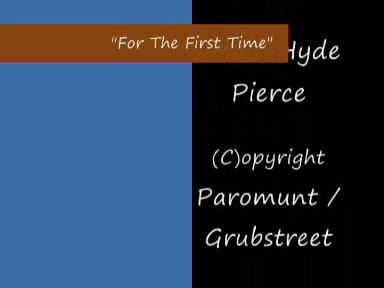 "For The First Time"
Hyde
Pierce
(C)opyright
Paromunt /
Grubstreet